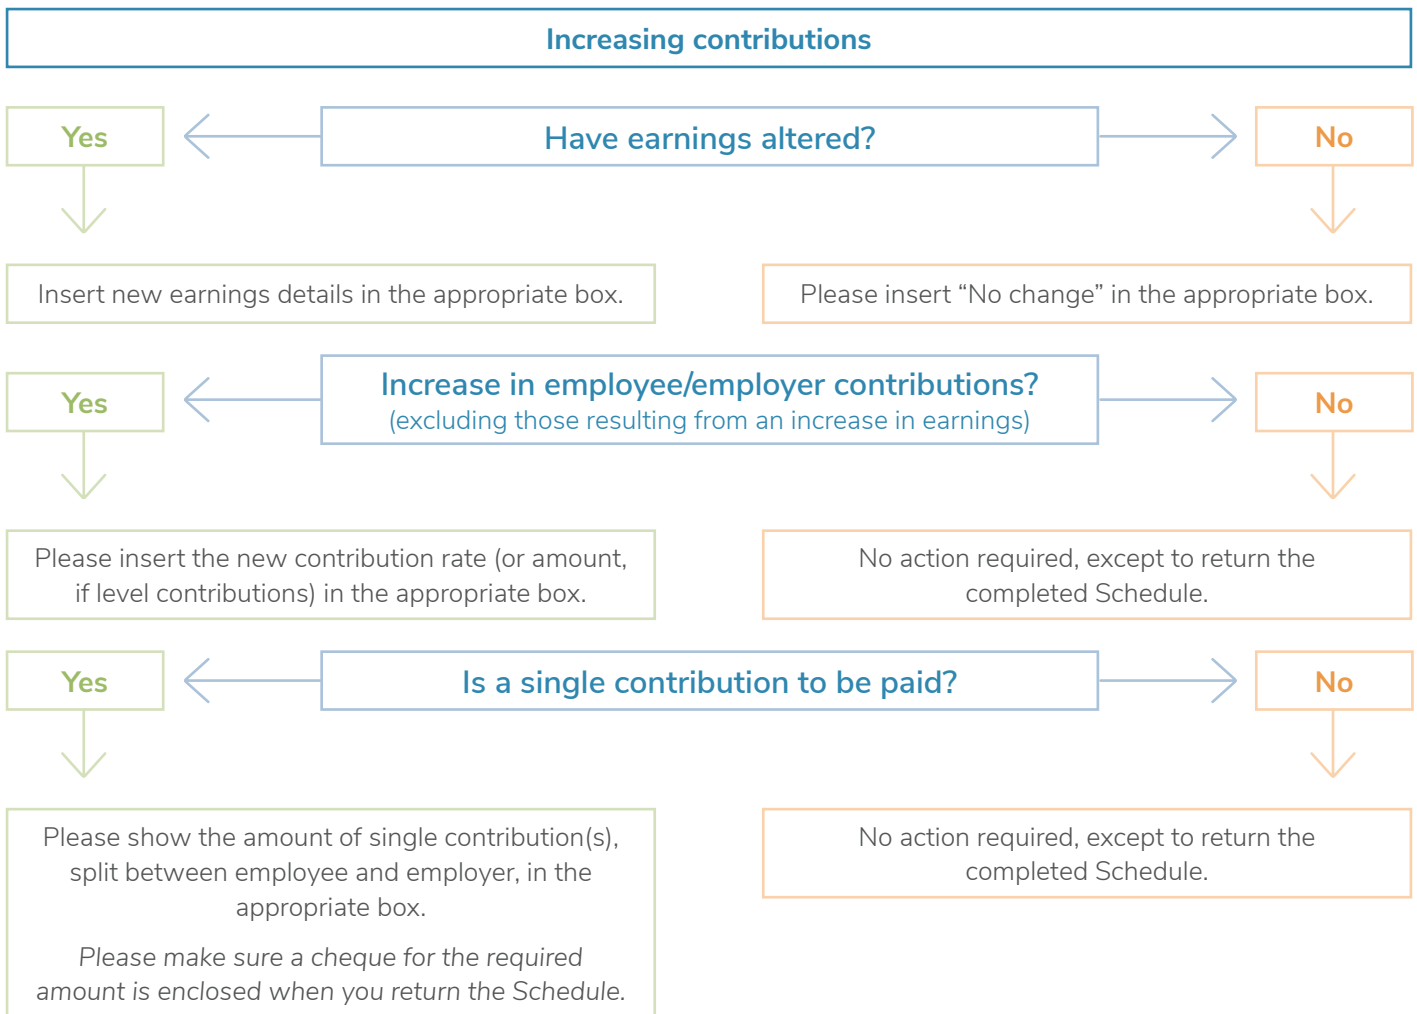 Increasing contributions
Yes
Have earnings altered?
No
Insert new earnings details in the appropriate box.
Please insert “No change” in the appropriate box.
Yes
Increase in employee/employer contributions?
(excluding those resulting from an increase in earnings)
No
Please insert the new contribution rate (or amount,
if level contributions) in the appropriate box.
No action required, except to return the
completed Schedule.
Yes
Is a single contribution to be paid?
No
Please show the amount of single contribution(s),
split between employee and employer, in the
appropriate box.
Please make sure a cheque for the required
amount is enclosed when you return the Schedule.
No action required, except to return the
completed Schedule.